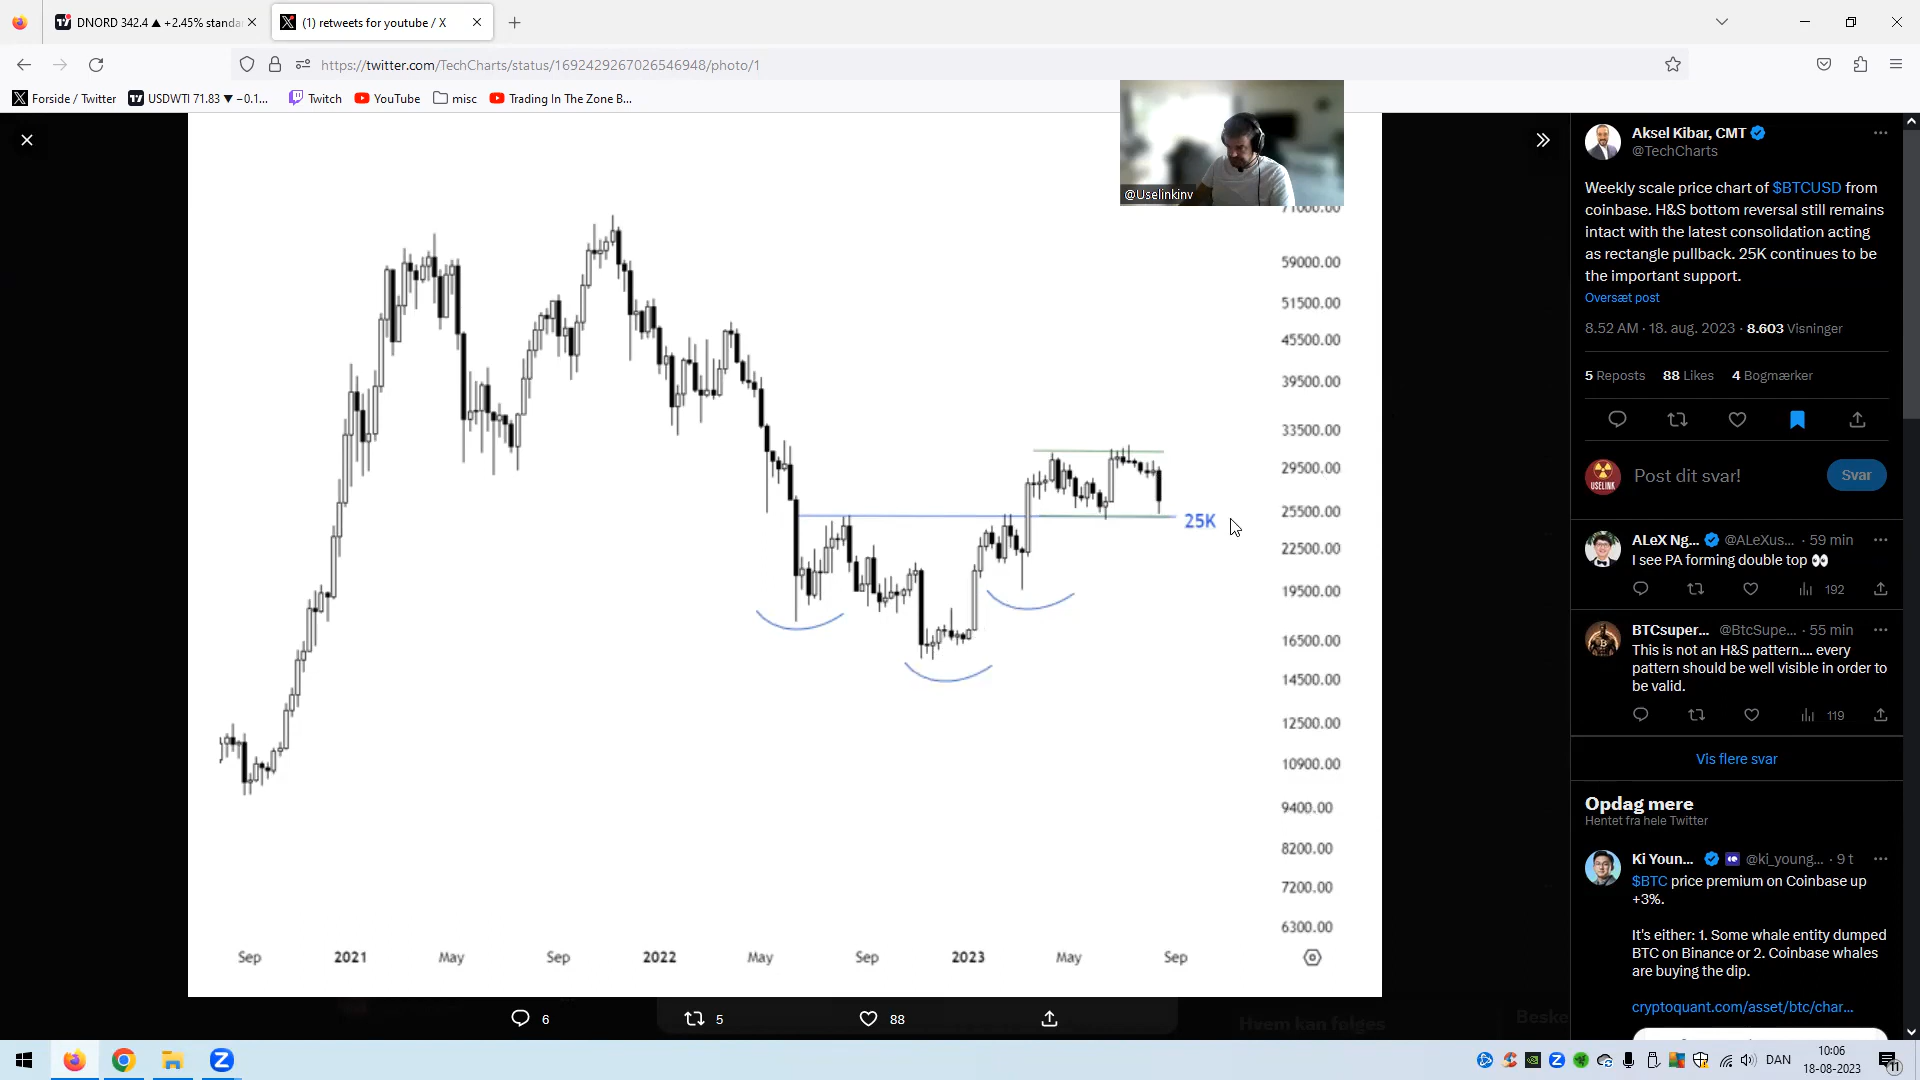 DNORD 342.4 ▲ +2.45% standa
(1) retweets for youtube / X
https://twitter.com/TechCharts/status/1692429267026546948/photo/1
Forside / Twitter
USDWTI 71.83 ▼ −0.1...
Twitch
YouTube
misc
Trading In The Zone B...
@Uselinkinv
71000.00
59000.00
51500.00
45500.00
39500.00
33500.00
29500.00
25500.00
22500.00
19500.00
16500.00
14500.00
12500.00
10900.00
9400.00
8200.00
7200.00
6300.00
25K
Sep 2021 May Sep 2022 May Sep 2023 May Sep
6
5
88
Hvem kan følges
Beske
Aksel Kibar, CMT
@TechCharts
Weekly scale price chart of $BTCUSD from
coinbase. H&S bottom reversal still remains
intact with the latest consolidation acting
as rectangle pullback. 25K continues to be
the important support.
Oversæt post
8.52 AM · 18. aug. 2023 · 8.603 Visninger
5 Reposts 88 Likes 4 Bogmærker
USELINK
Post dit svar!
Svar
ALeX Ng... @ALeXus... · 59 min
I see PA forming double top 👀
192
BTCsuper... @BtcSupe... · 55 min
This is not an H&S pattern.... every
pattern should be well visible in order to
be valid.
119
Vis flere svar
Opdag mere
Hentet fra hele Twitter
Ki Youn... @ki_young... · 9 t
$BTC price premium on Coinbase up
+3%.
It's either: 1. Some whale entity dumped
BTC on Binance or 2. Coinbase whales
are buying the dip.
cryptoquant.com/asset/btc/char...
DAN
10:06
18-08-2023
11